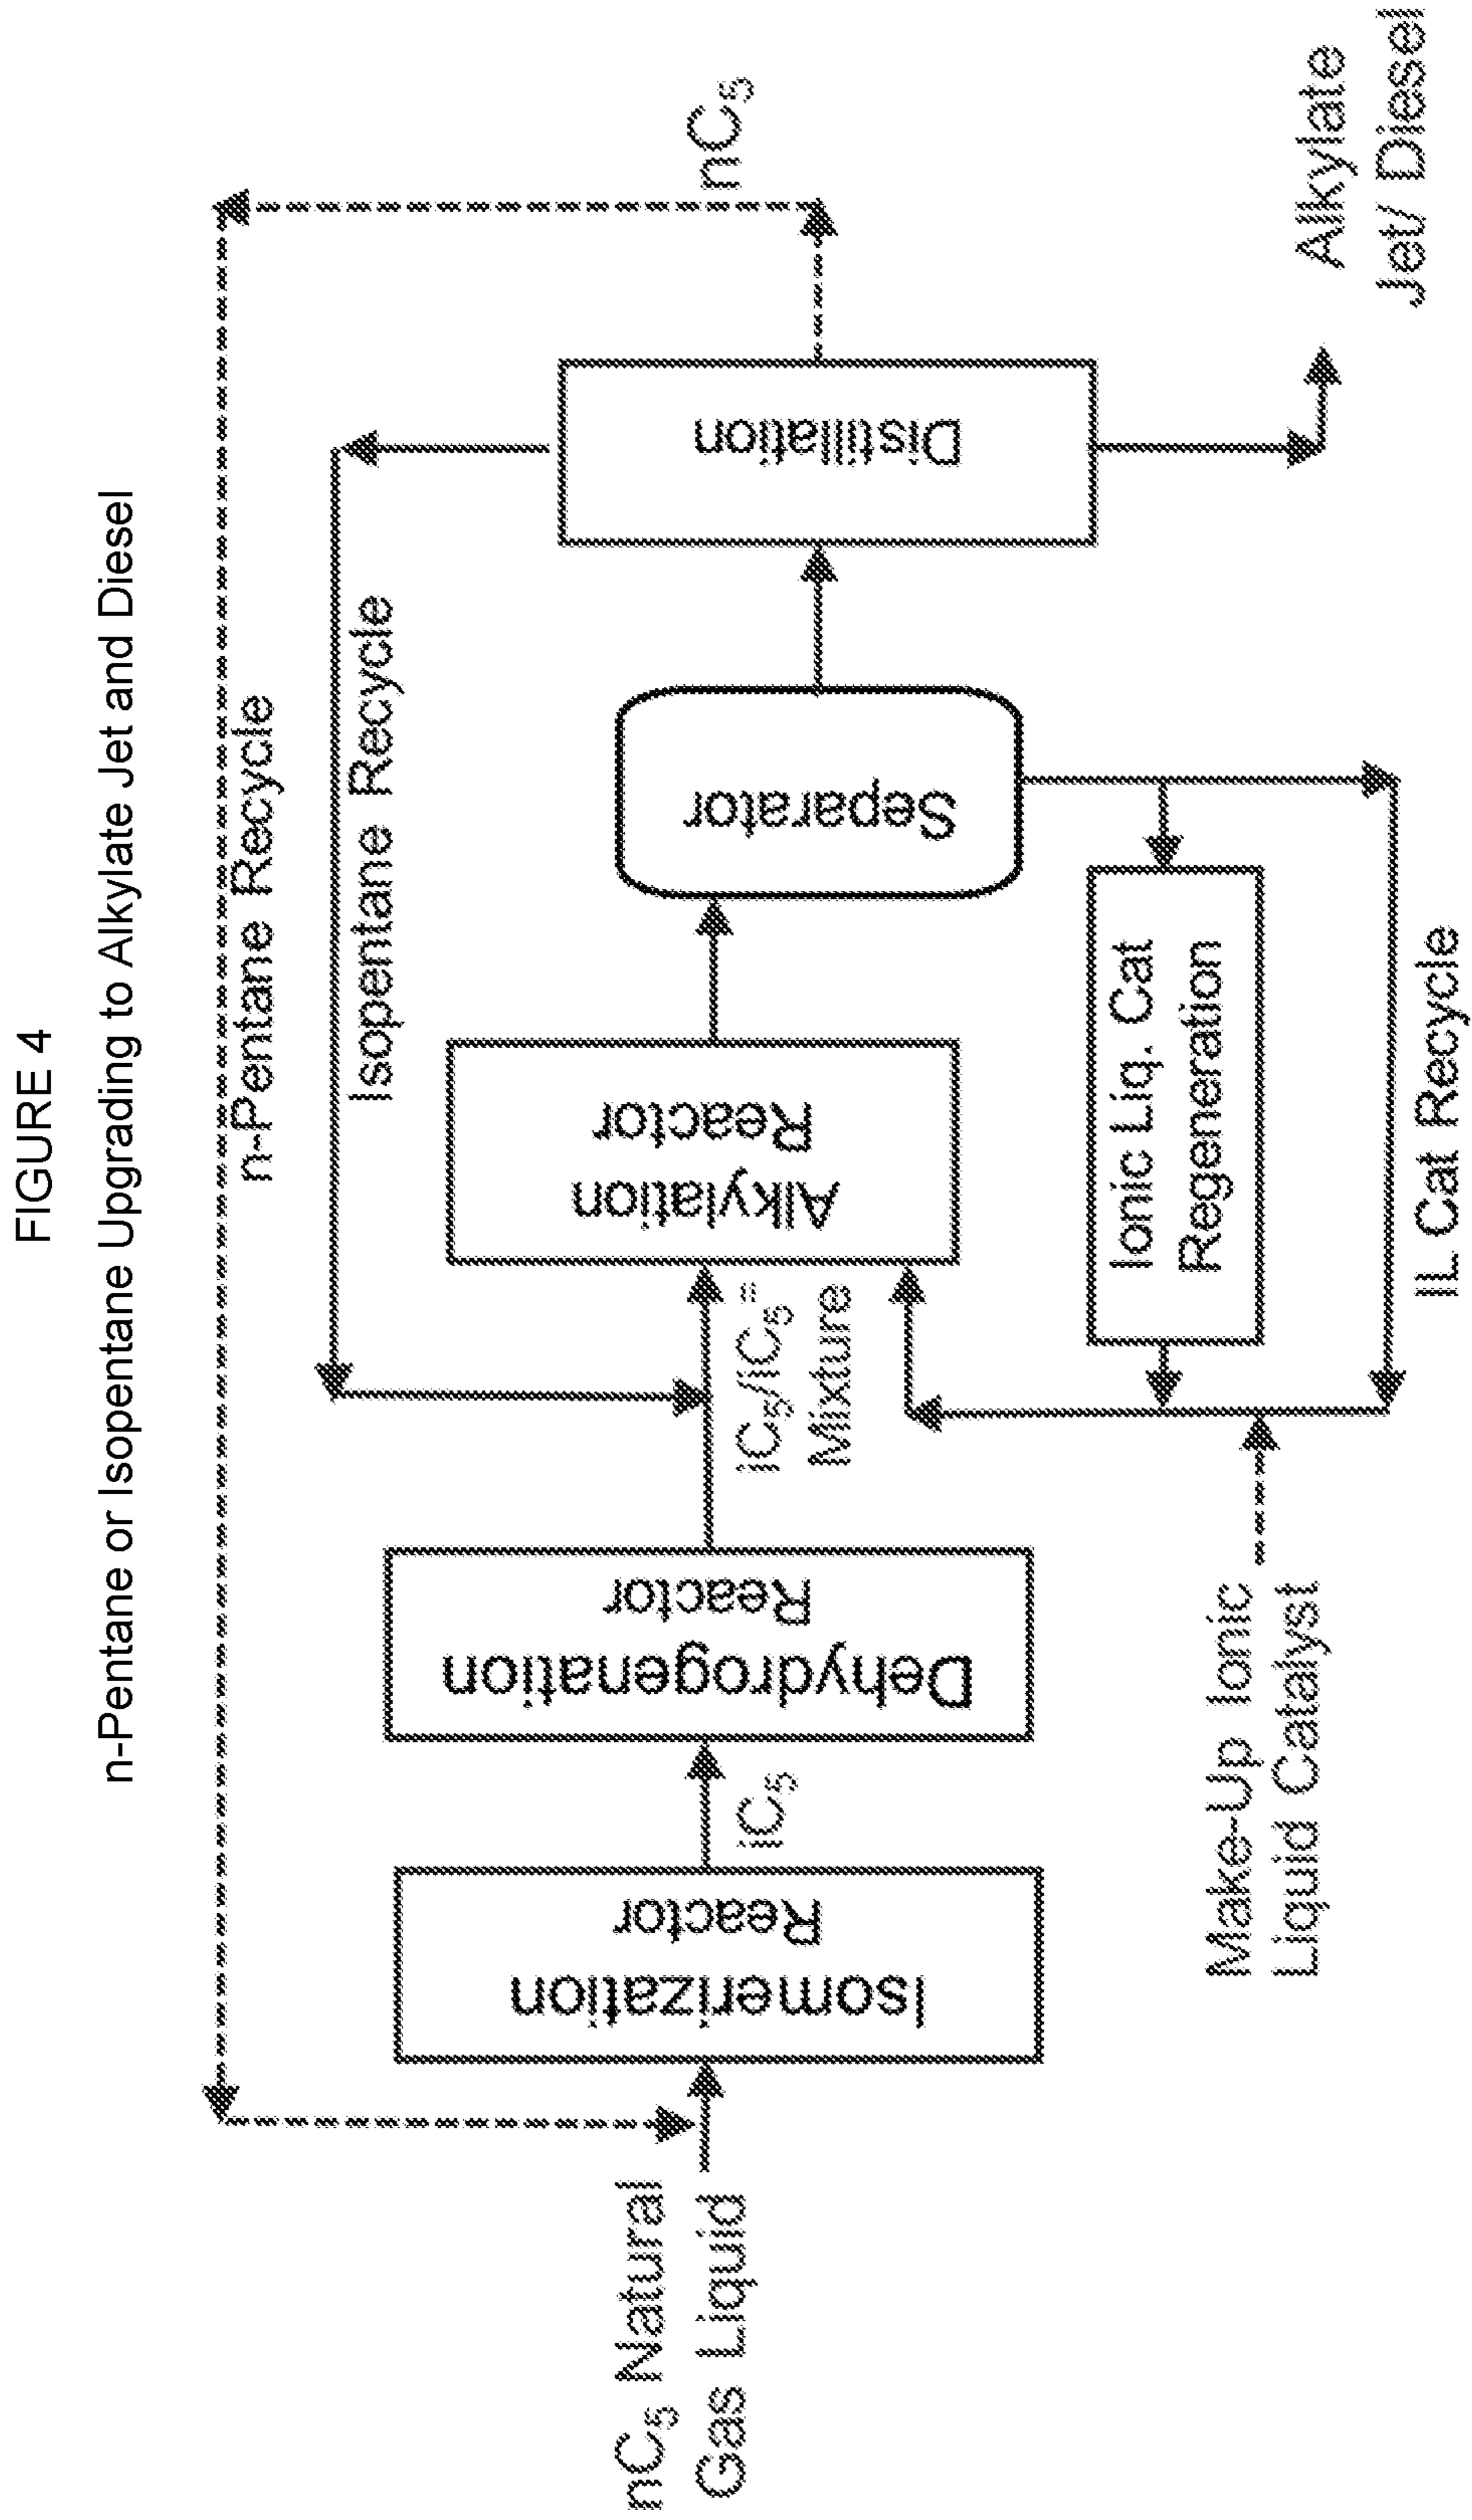 FIGURE 4
n-Pentane or Isopentane Upgrading to Alkylate Jet and Diesel
n-Pentane Recycle
Isopentane Recycle
nC₅ Natural
Gas Liquid
Isomerization
Reactor
iC₅
Dehydrogenation
Reactor
iC₅/iC₅⁼
Mixture
Alkylation
Reactor
Separator
Distillation
nC₅
Make-Up Ionic
Liquid Catalyst
Ionic Liq. Cat
Regeneration
IL Cat Recycle
Alkylate
Jet/ Diesel